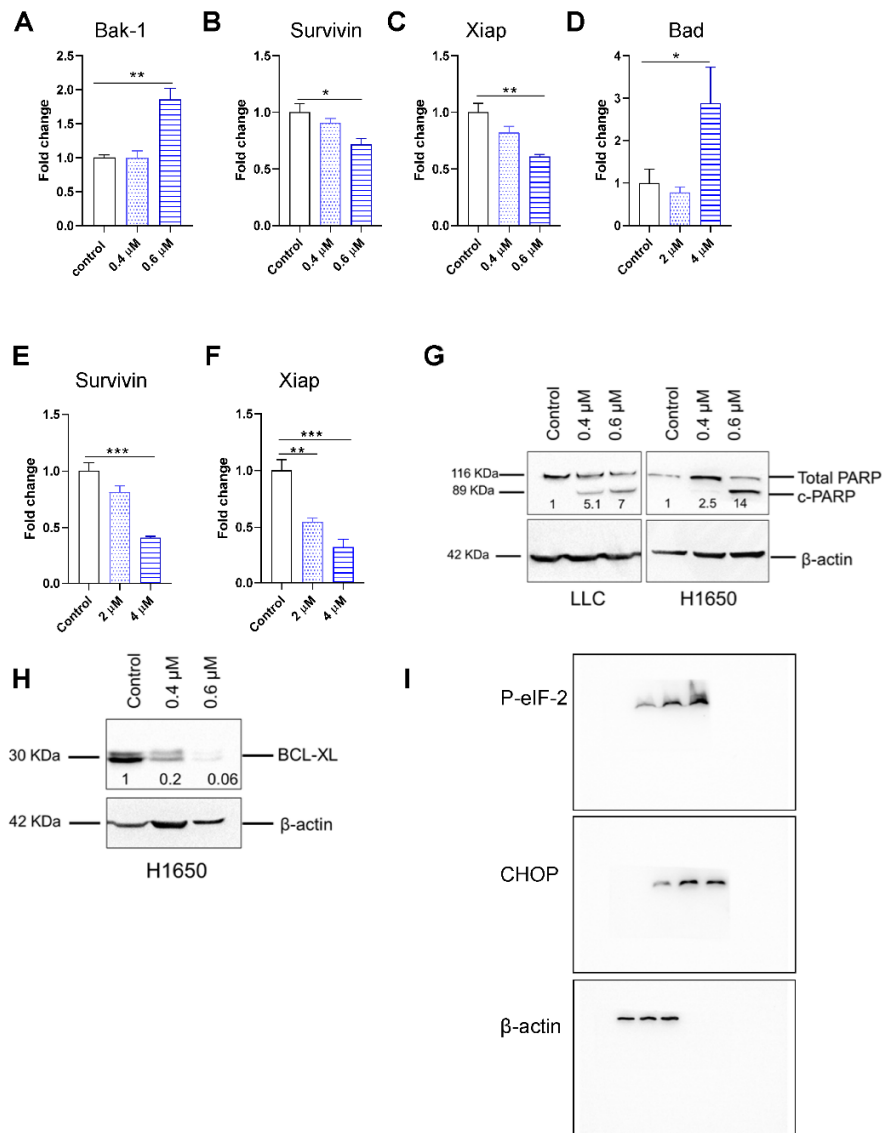 A
Bak-1
**
Fold change
2.5
2.0
1.5
1.0
0.5
0.0
control
0.4 µM
0.6 µM
B
Survivin
*
Fold change
1.5
1.0
0.5
0.0
Control
0.4 µM
0.6 µM
C
Xiap
**
Fold change
1.5
1.0
0.5
0.0
Control
0.4 µM
0.6 µM
D
Bad
*
Fold change
4
3
2
1
0
Control
2 µM
4 µM
E
Survivin
***
Fold change
1.5
1.0
0.5
0.0
Control
2 µM
4 µM
F
Xiap
***
**
Fold change
1.5
1.0
0.5
0.0
Control
2 µM
4 µM
G
Control 0.4 µM 0.6 µM Control 0.4 µM 0.6 µM
116 KDa
Total PARP
89 KDa
c-PARP
1 5.1 7 1 2.5 14
42 KDa
β-actin
LLC H1650
H
Control 0.4 µM 0.6 µM
30 KDa
BCL-XL
1 0.2 0.06
42 KDa
β-actin
H1650
I
P-eIF-2
CHOP
β-actin